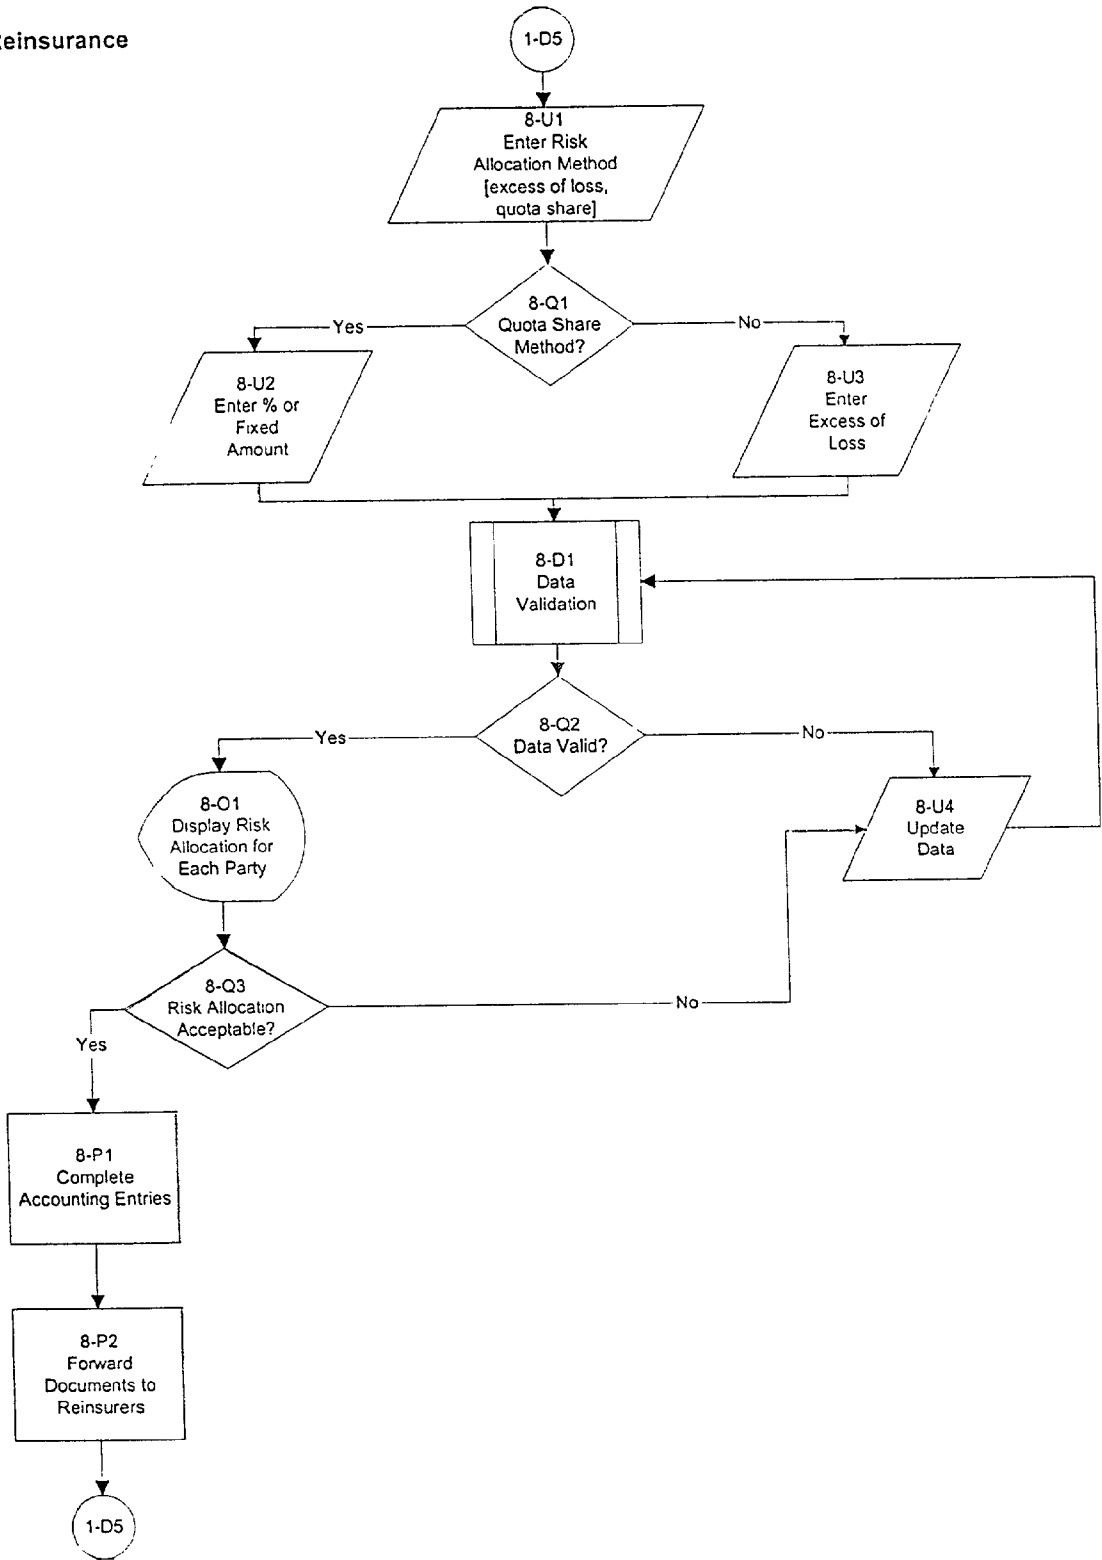 einsurance
1-D5
8-U1
Enter Risk
Allocation Method
[excess of loss,
quota share]
8-Q1
Quota Share
Method?
Yes
No
8-U2
Enter % or
Fixed
Amount
8-U3
Enter
Excess of
Loss
8-D1
Data
Validation
8-Q2
Data Valid?
Yes
No
8-O1
Display Risk
Allocation for
Each Party
8-U4
Update
Data
8-Q3
Risk Allocation
Acceptable?
No
Yes
8-P1
Complete
Accounting Entries
8-P2
Forward
Documents to
Reinsurers
1-D5